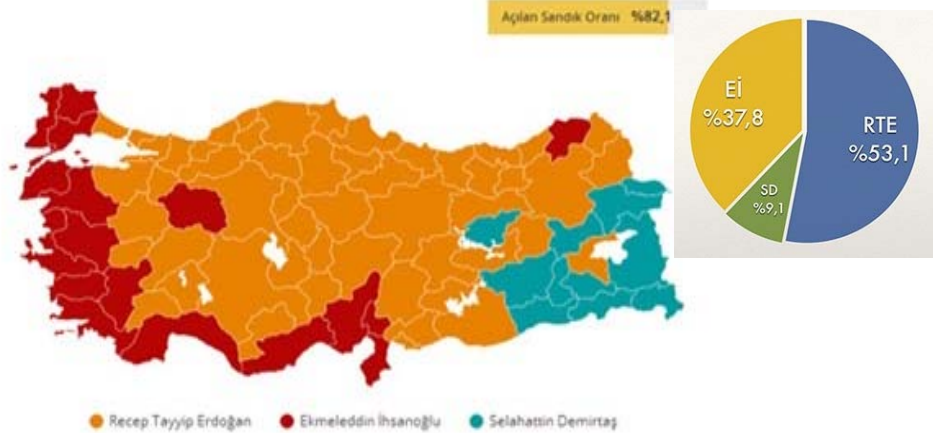 Açılan Sandık Oranı %82,1
Eİ
%37,8
RTE
%53,1
SD
%9,1
Recep Tayyip Erdoğan Ekmeleddin İhsanoğlu Selahattin Demirtaş